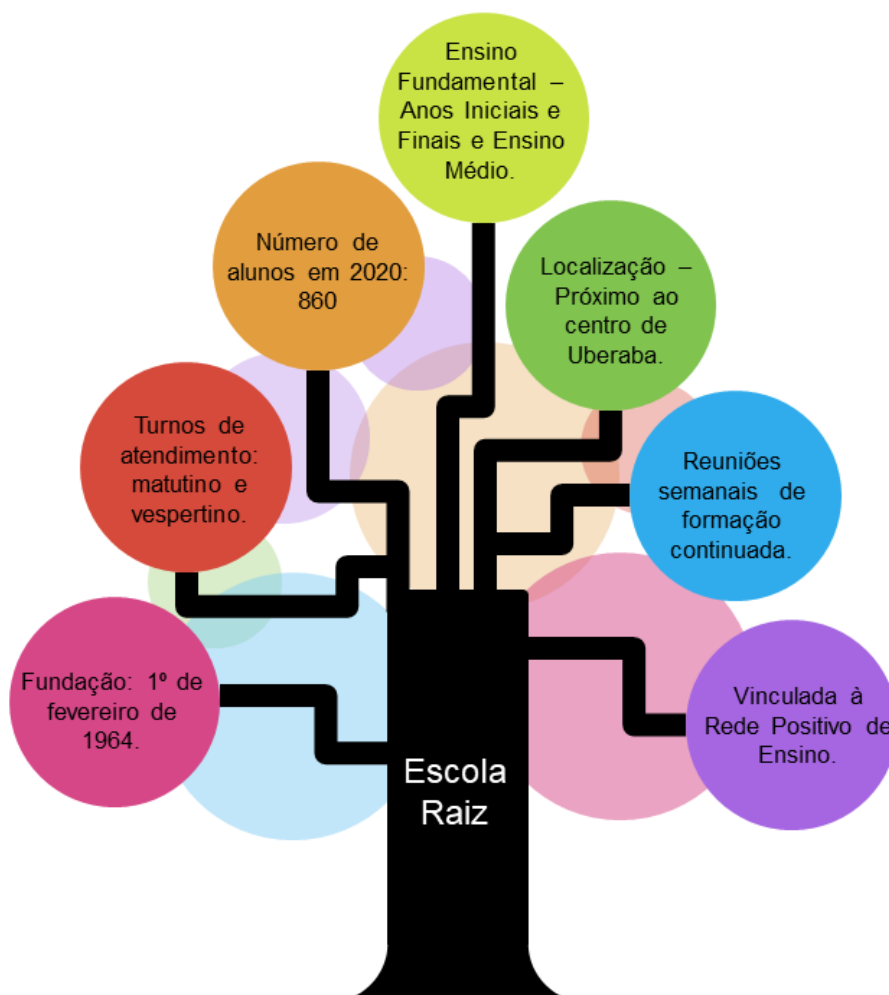 Ensino
Fundamental –
Anos Iniciais e
Finais e Ensino
Médio.
Número de
alunos em 2020:
860
Localização –
Próximo ao
centro de
Uberaba.
Turnos de
atendimento:
matutino e
vespertino.
Reuniões
semanais de
formação
continuada.
Fundação: 1º de
fevereiro de
1964.
Vinculada à
Rede Positivo de
Ensino.
Escola
Raiz